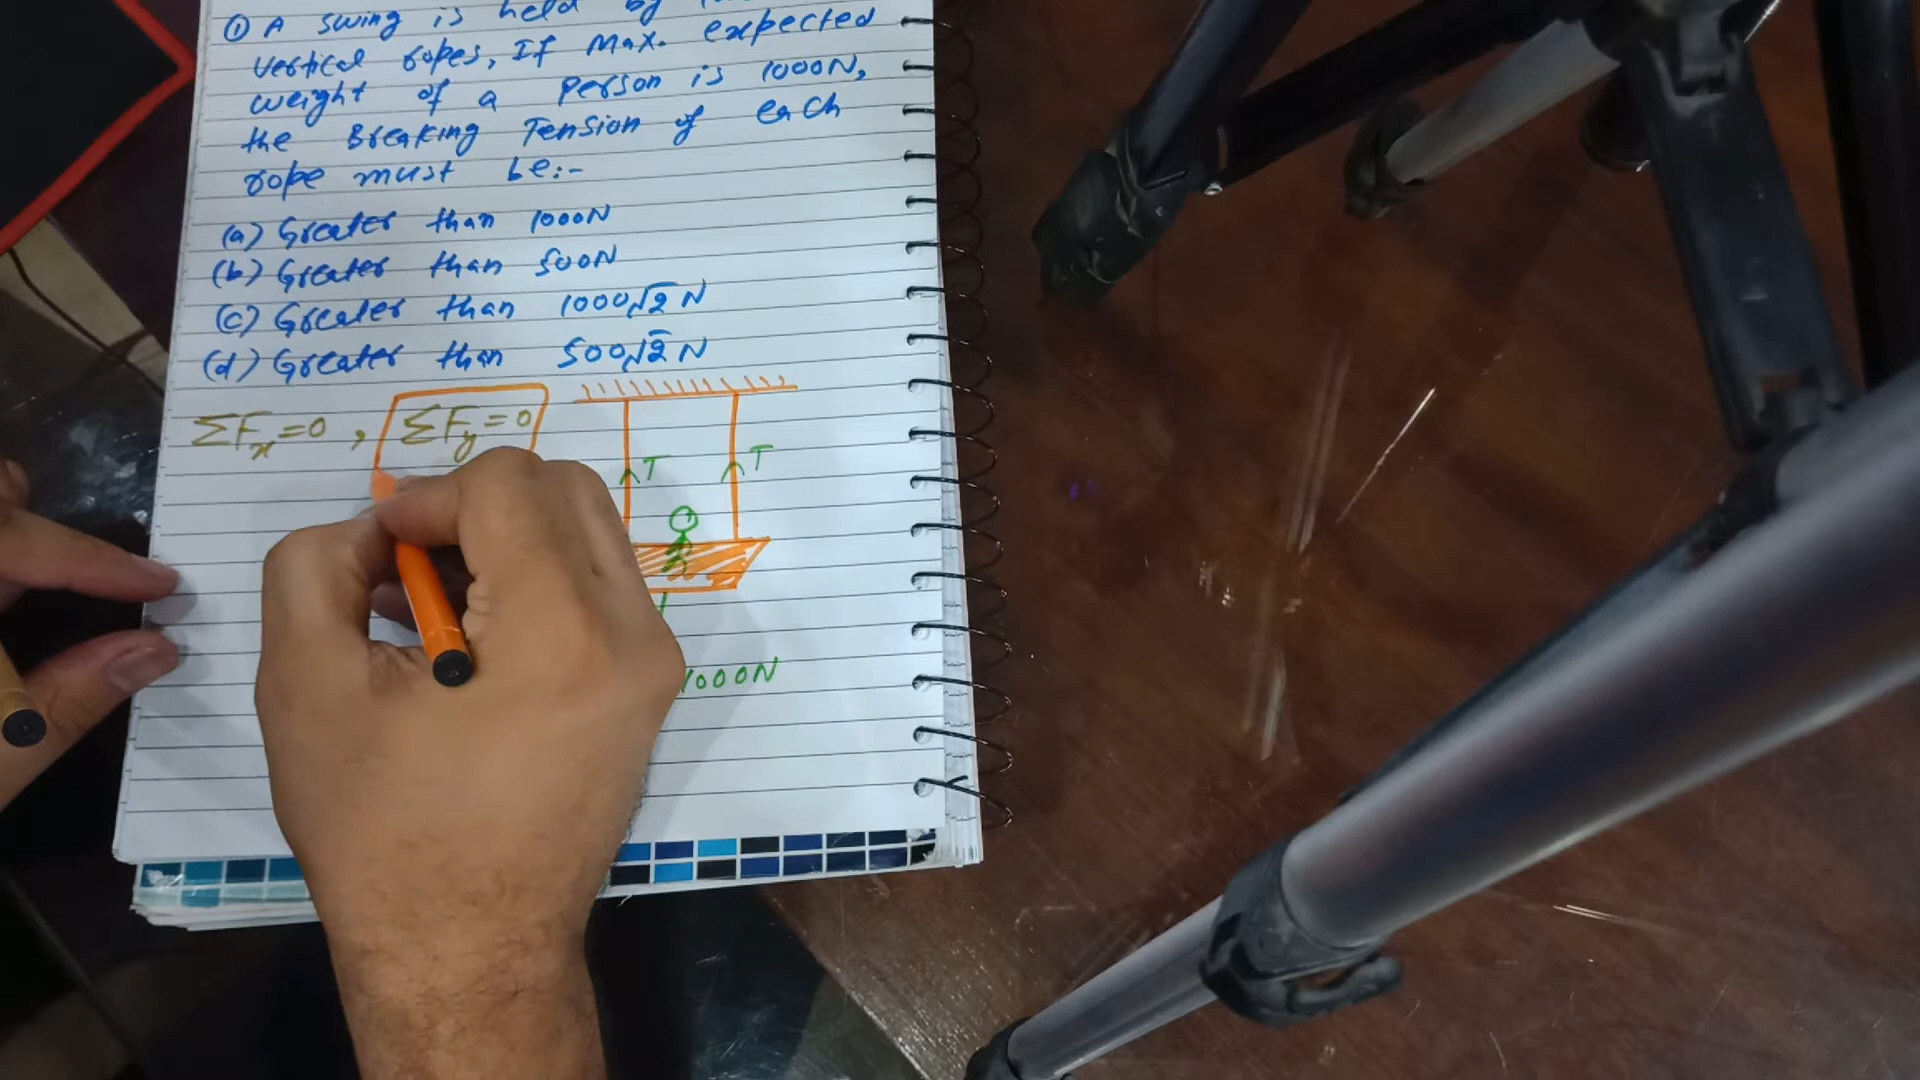 ① A swing is held by
vertical ropes, If Max. expected
weight of a person is 1000N,
the Breaking Tension of each
rope must be:-
(a) Greater than 1000N
(b) Greater than 500N
(c) Greater than 1000√2 N
(d) Greater than 500√2 N
ΣFx=0 , ΣFy=0
T T
1000N